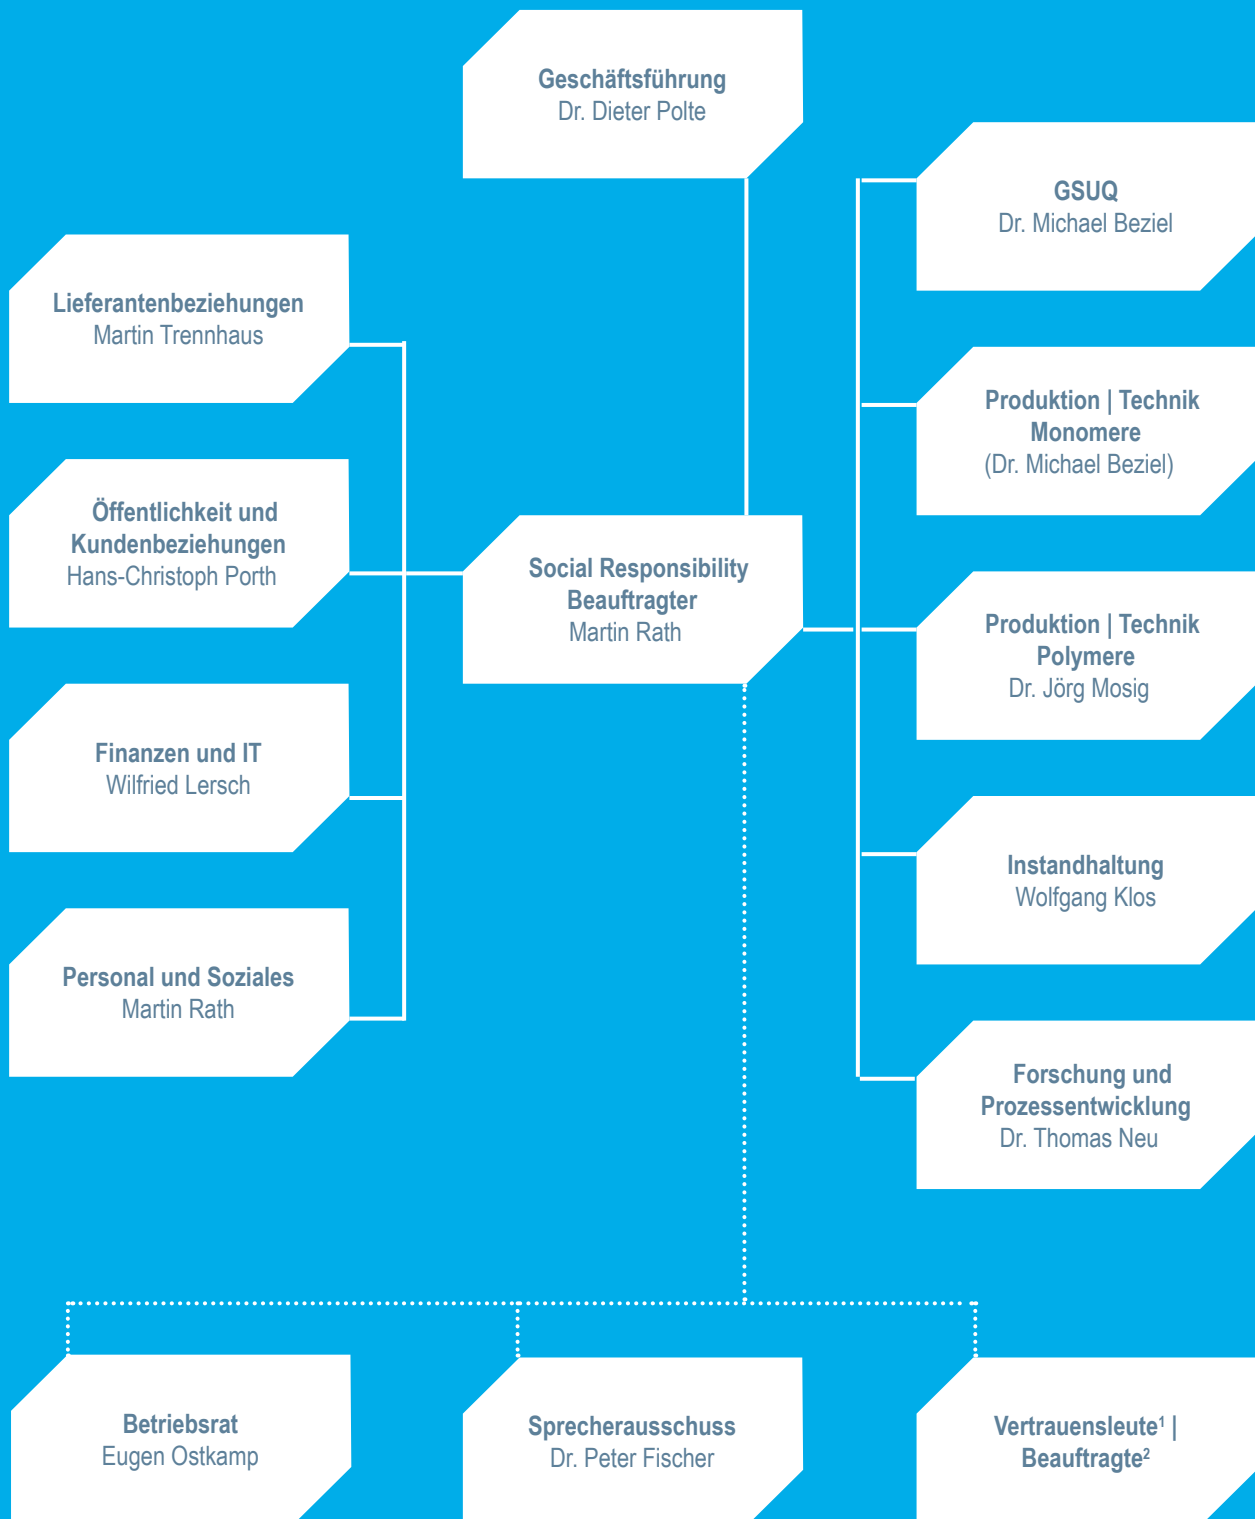 Geschäftsführung
Dr. Dieter Polte
GSUQ
Dr. Michael Beziel
Lieferantenbeziehungen
Martin Trennhaus
Produktion | Technik
Monomere
(Dr. Michael Beziel)
Öffentlichkeit und
Kundenbeziehungen
Hans-Christoph Porth
Social Responsibility
Beauftragter
Martin Rath
Produktion | Technik
Polymere
Dr. Jörg Mosig
Finanzen und IT
Wilfried Lersch
Instandhaltung
Wolfgang Klos
Personal und Soziales
Martin Rath
Forschung und
Prozessentwicklung
Dr. Thomas Neu
Betriebsrat
Eugen Ostkamp
Sprecherausschuss
Dr. Peter Fischer
Vertrauensleute¹ |
Beauftragte²